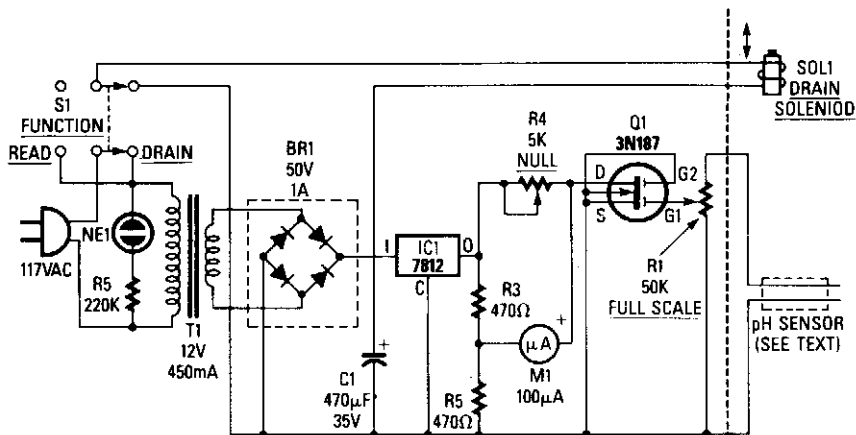 SOL1
DRAIN
SOLENIOD
S1
FUNCTION
READ
DRAIN
BR1
50V
1A
R4
5K
NULL
Q1
3N187
D
G2
S
G1
NE1
117VAC
R5
220K
T1
12V
450mA
I
IC1
7812
O
C
R3
470Ω
R1
50K
FULL SCALE
+
µA
M1
100µA
+
C1
470µF
35V
R5
470Ω
pH SENSOR
(SEE TEXT)